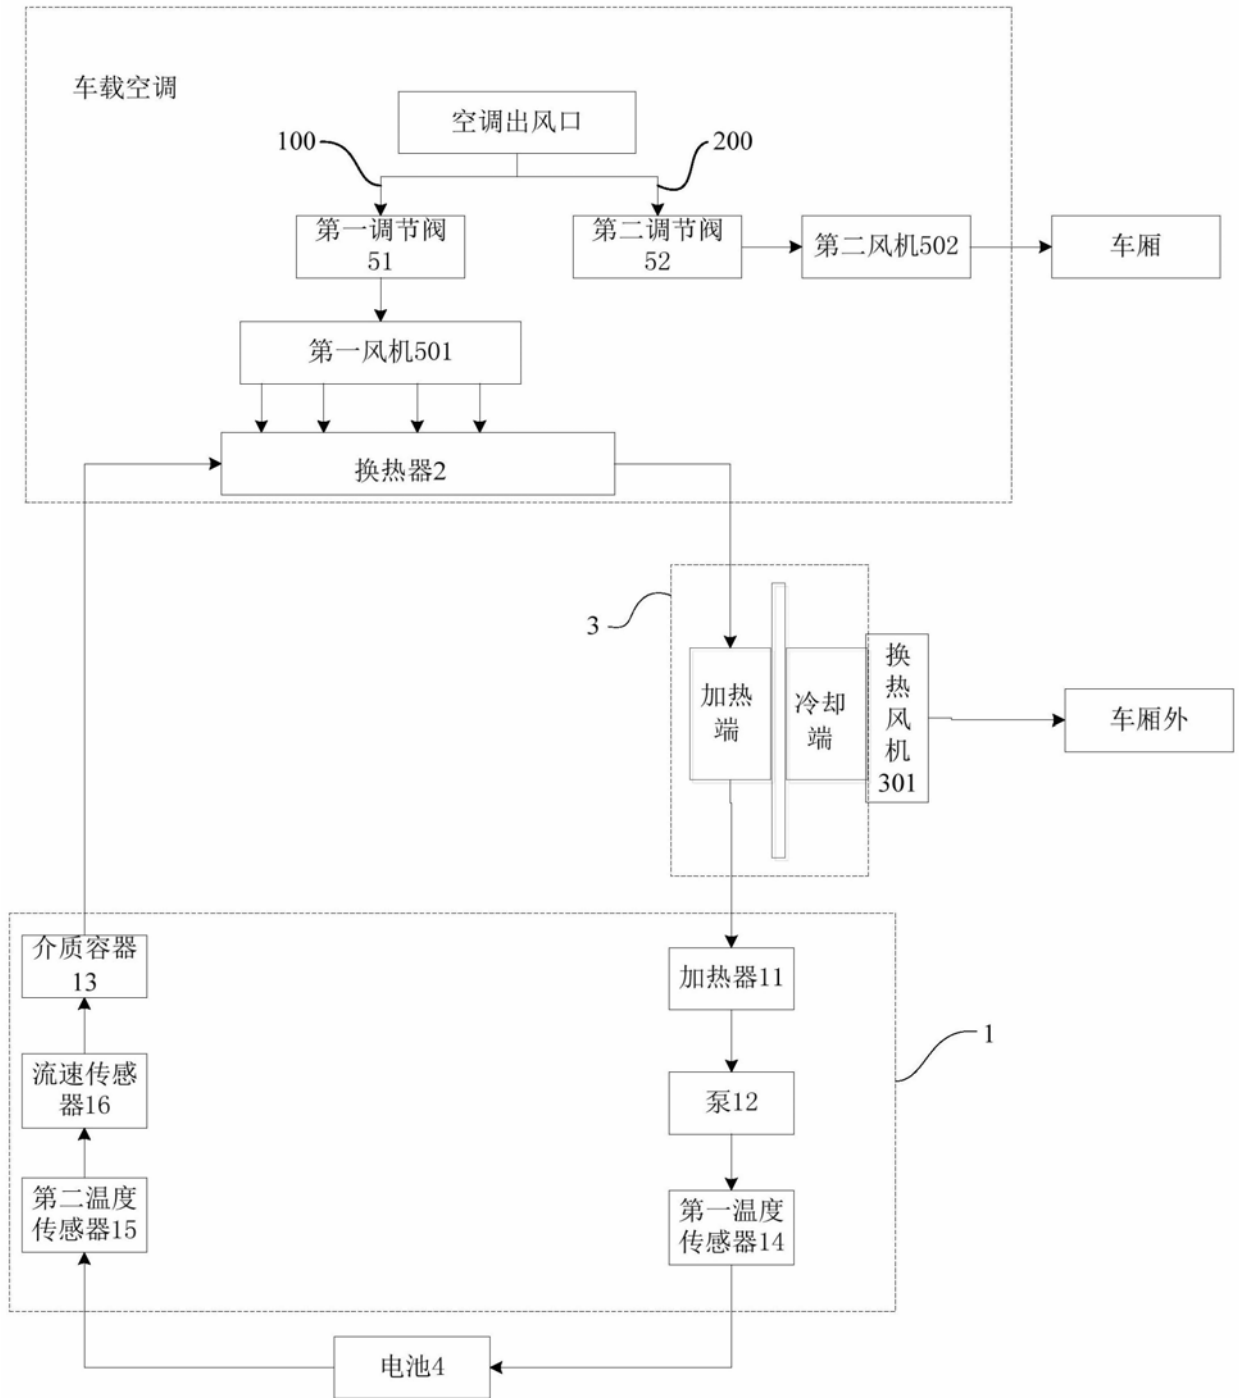 车载空调
空调出风口
100
200
第一调节阀
51
第二调节阀
52
第二风机502
车厢
第一风机501
换热器2
3
加热
端
冷却
端
换
热
风
机
301
车厢外
介质容器
13
加热器11
1
流速传感
器16
泵12
第二温度
传感器15
第一温度
传感器14
电池4